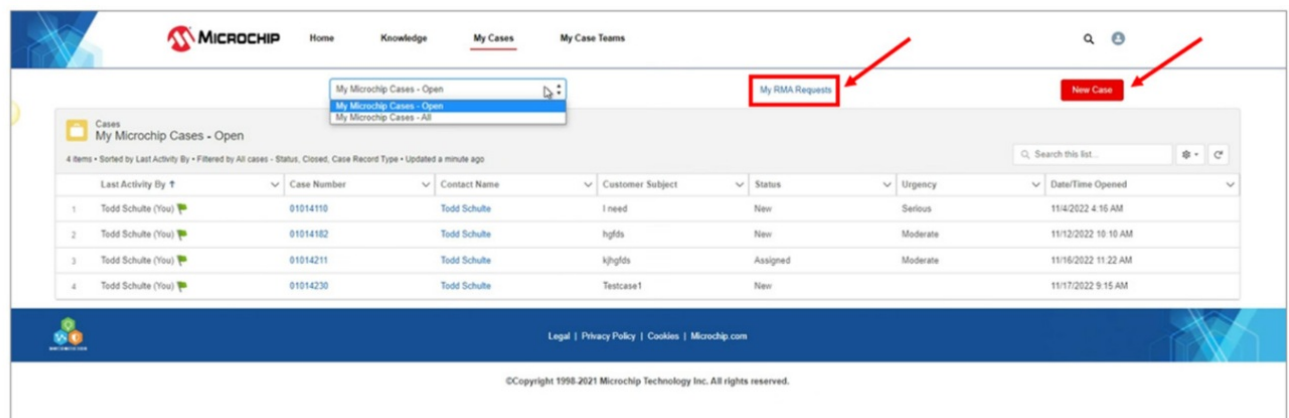 MICROCHIP Home Knowledge My Cases My Case Teams
My Microchip Cases - Open My RMA Requests New Case
My Microchip Cases - Open
My Microchip Cases - All
Cases
My Microchip Cases - Open
4 items • Sorted by Last Activity By • Filtered by All cases - Status, Closed, Case Record Type • Updated a minute ago Search this list...
Last Activity By Case Number Contact Name Customer Subject Status Urgency Date/Time Opened
1 Todd Schulte (You) 01014110 Todd Schulte I need New Serious 11/4/2022 4:16 AM
2 Todd Schulte (You) 01014182 Todd Schulte hgfds New Moderate 11/12/2022 10:10 AM
3 Todd Schulte (You) 01014211 Todd Schulte kjhgfds Assigned Moderate 11/16/2022 11:22 AM
4 Todd Schulte (You) 01014230 Todd Schulte Testcase1 New 11/17/2022 9:15 AM
Legal | Privacy Policy | Cookies | Microchip.com
©Copyright 1998-2021 Microchip Technology Inc. All rights reserved.